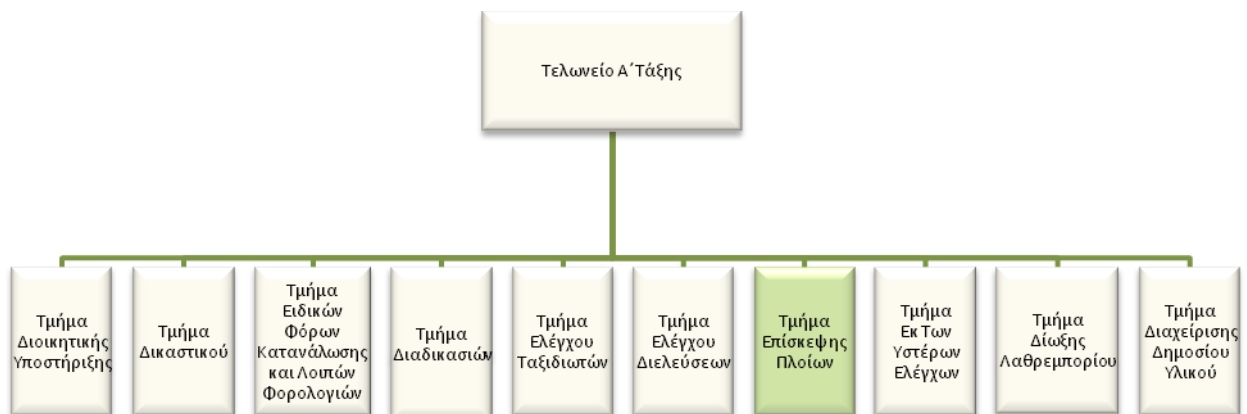 Τελωνείο Α΄Τάξης
Τμήμα
Διοικητικής
Υποστήριξης
Τμήμα
Δικαστικού
Τμήμα
Ειδικών
Φόρων
Κατανάλωσης
και Λοιπών
Φορολογιών
Τμήμα
Διαδικασιών
Τμήμα
Ελέγχου
Ταξιδιωτών
Τμήμα
Ελέγχου
Διελεύσεων
Τμήμα
Επίσκεψης
Πλοίων
Τμήμα
Εκ Των
Υστέρων
Ελέγχων
Τμήμα
Δίωξης
Λαθρεμπορίου
Τμήμα
Διαχείρισης
Δημοσίου
Υλικού